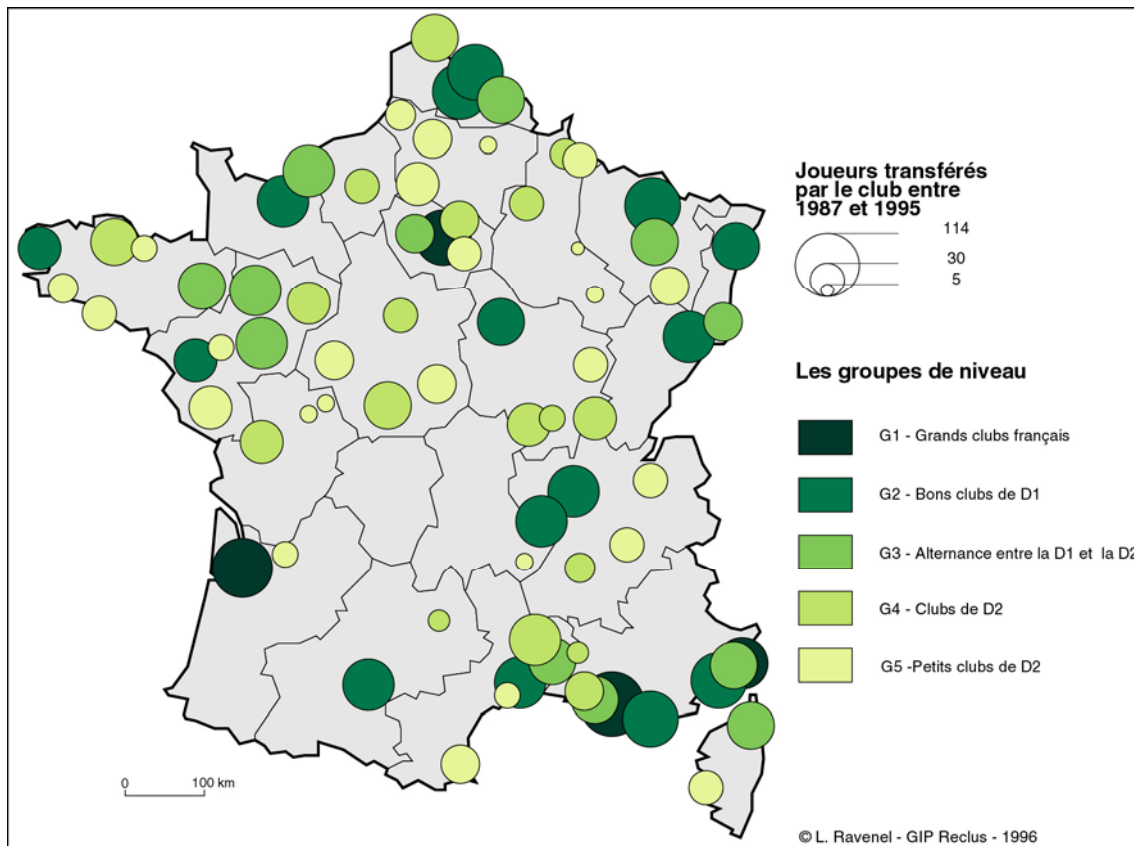 Joueurs transférés
par le club entre
1987 et 1995
114
30
5
Les groupes de niveau
G1 - Grands clubs français
G2 - Bons clubs de D1
G3 - Alternance entre la D1 et la D2
G4 - Clubs de D2
G5 -Petits clubs de D2
0 100 km
© L. Ravenel - GIP Reclus - 1996